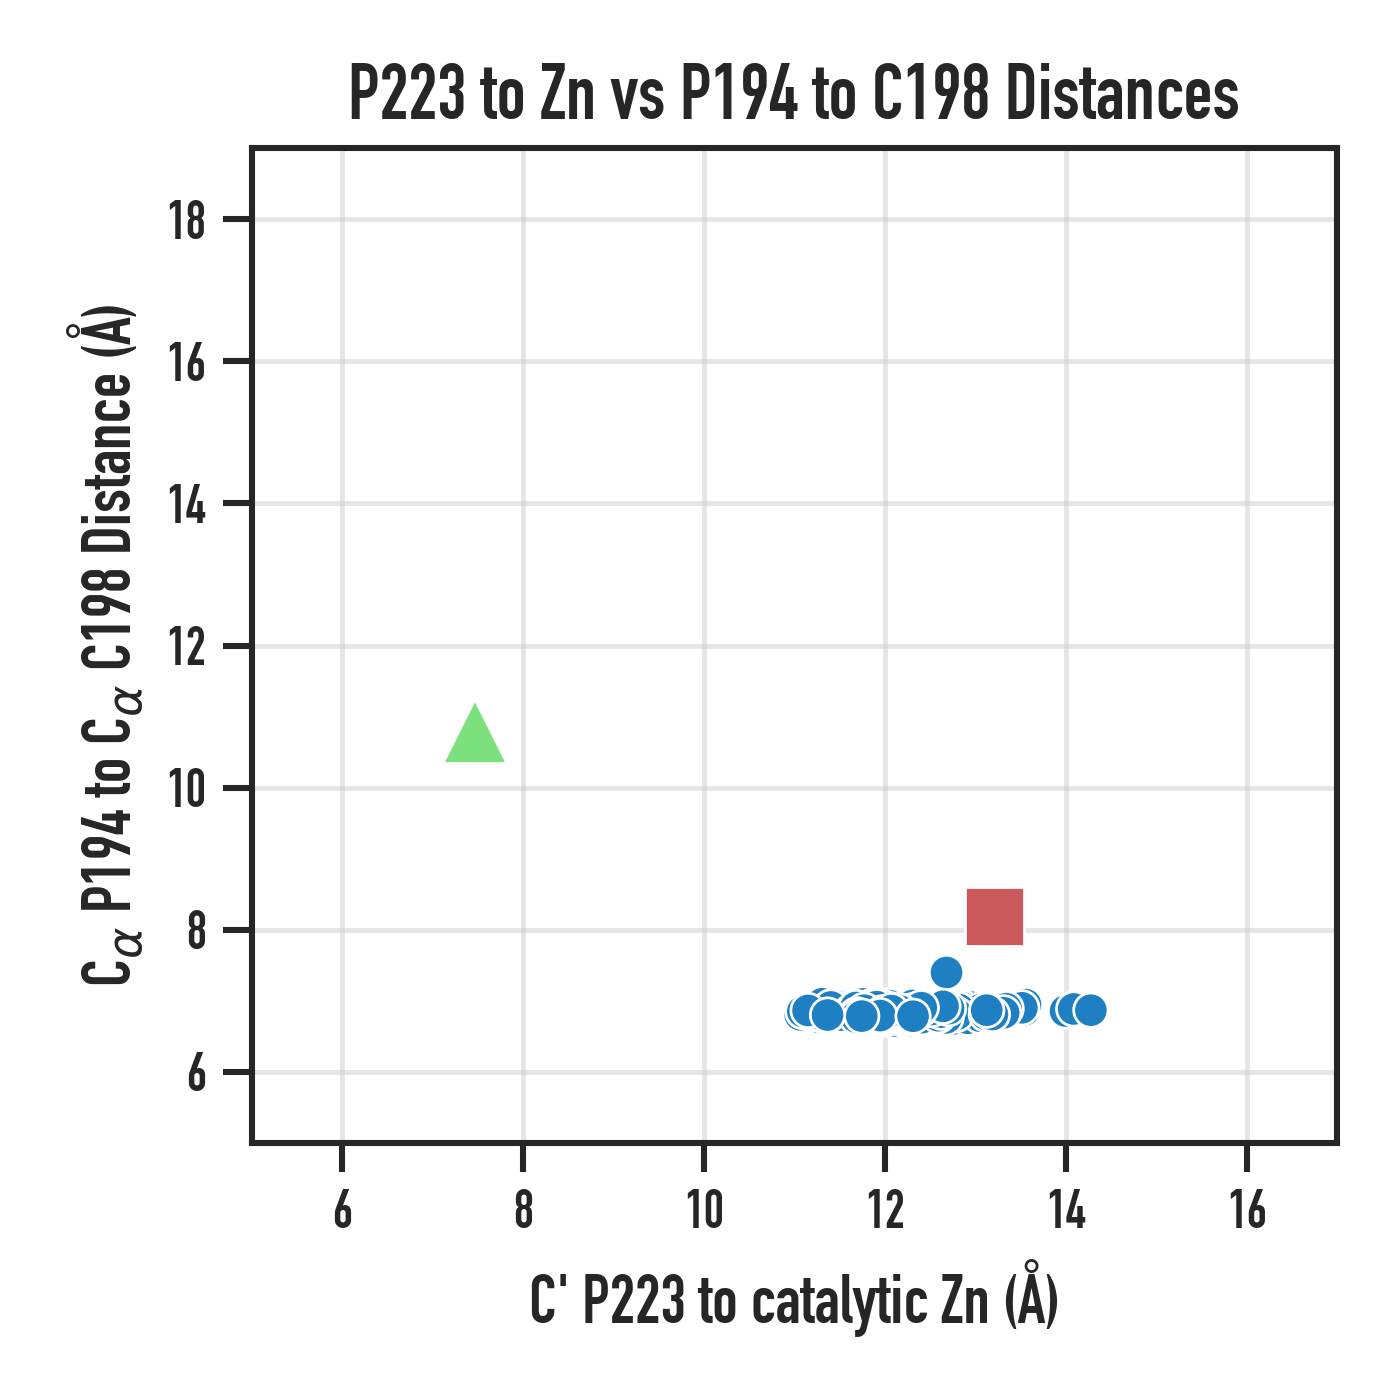 P223 to Zn vs P194 to C198 Distances
18
16
14
12
10
8
6
Cα P194 to Cα C198 Distance (Å)
6 8 10 12 14 16
C' P223 to catalytic Zn (Å)